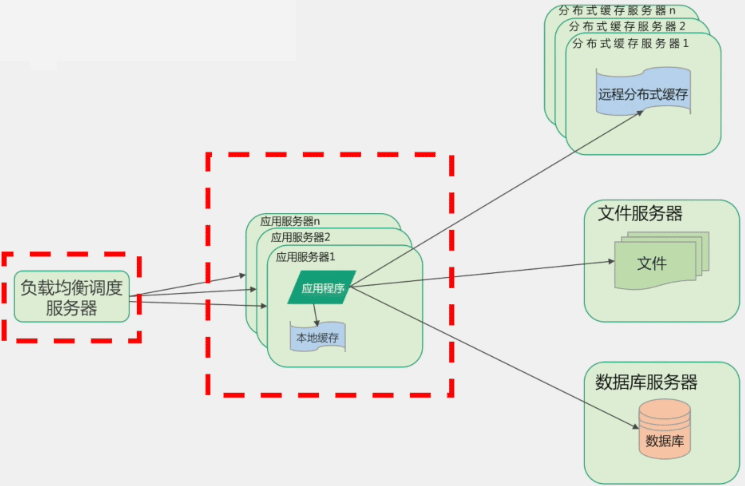 分布式缓存服务器n
分布式缓存服务器2
分布式缓存服务器1
远程分布式缓存
负载均衡调度
服务器
应用服务器n
应用服务器2
应用服务器1
应用程序
本地缓存
文件服务器
文件
数据库服务器
数据库